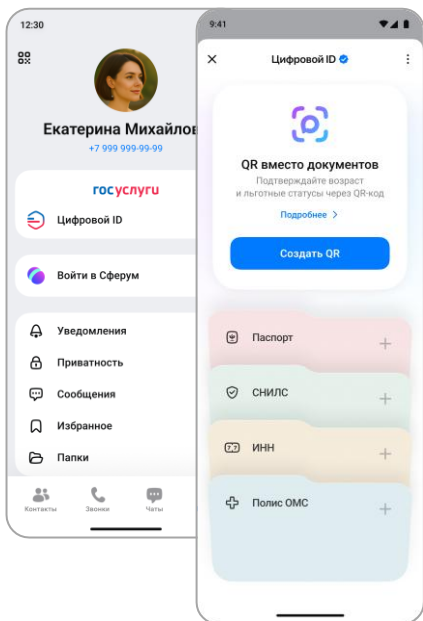 12:30
Екатерина Михайлов
+7 999 999-99-99
госуслуги
Цифровой ID
Войти в Сферум
Уведомления
Приватность
Сообщения
Избранное
Папки
Контакты
Звонки
Чаты
9:41
Цифровой ID
QR вместо документов
Подтверждайте возраст
и льготные статусы через QR-код
Подробнее >
Создать QR
Паспорт
СНИЛС
ИНН
Полис ОМС